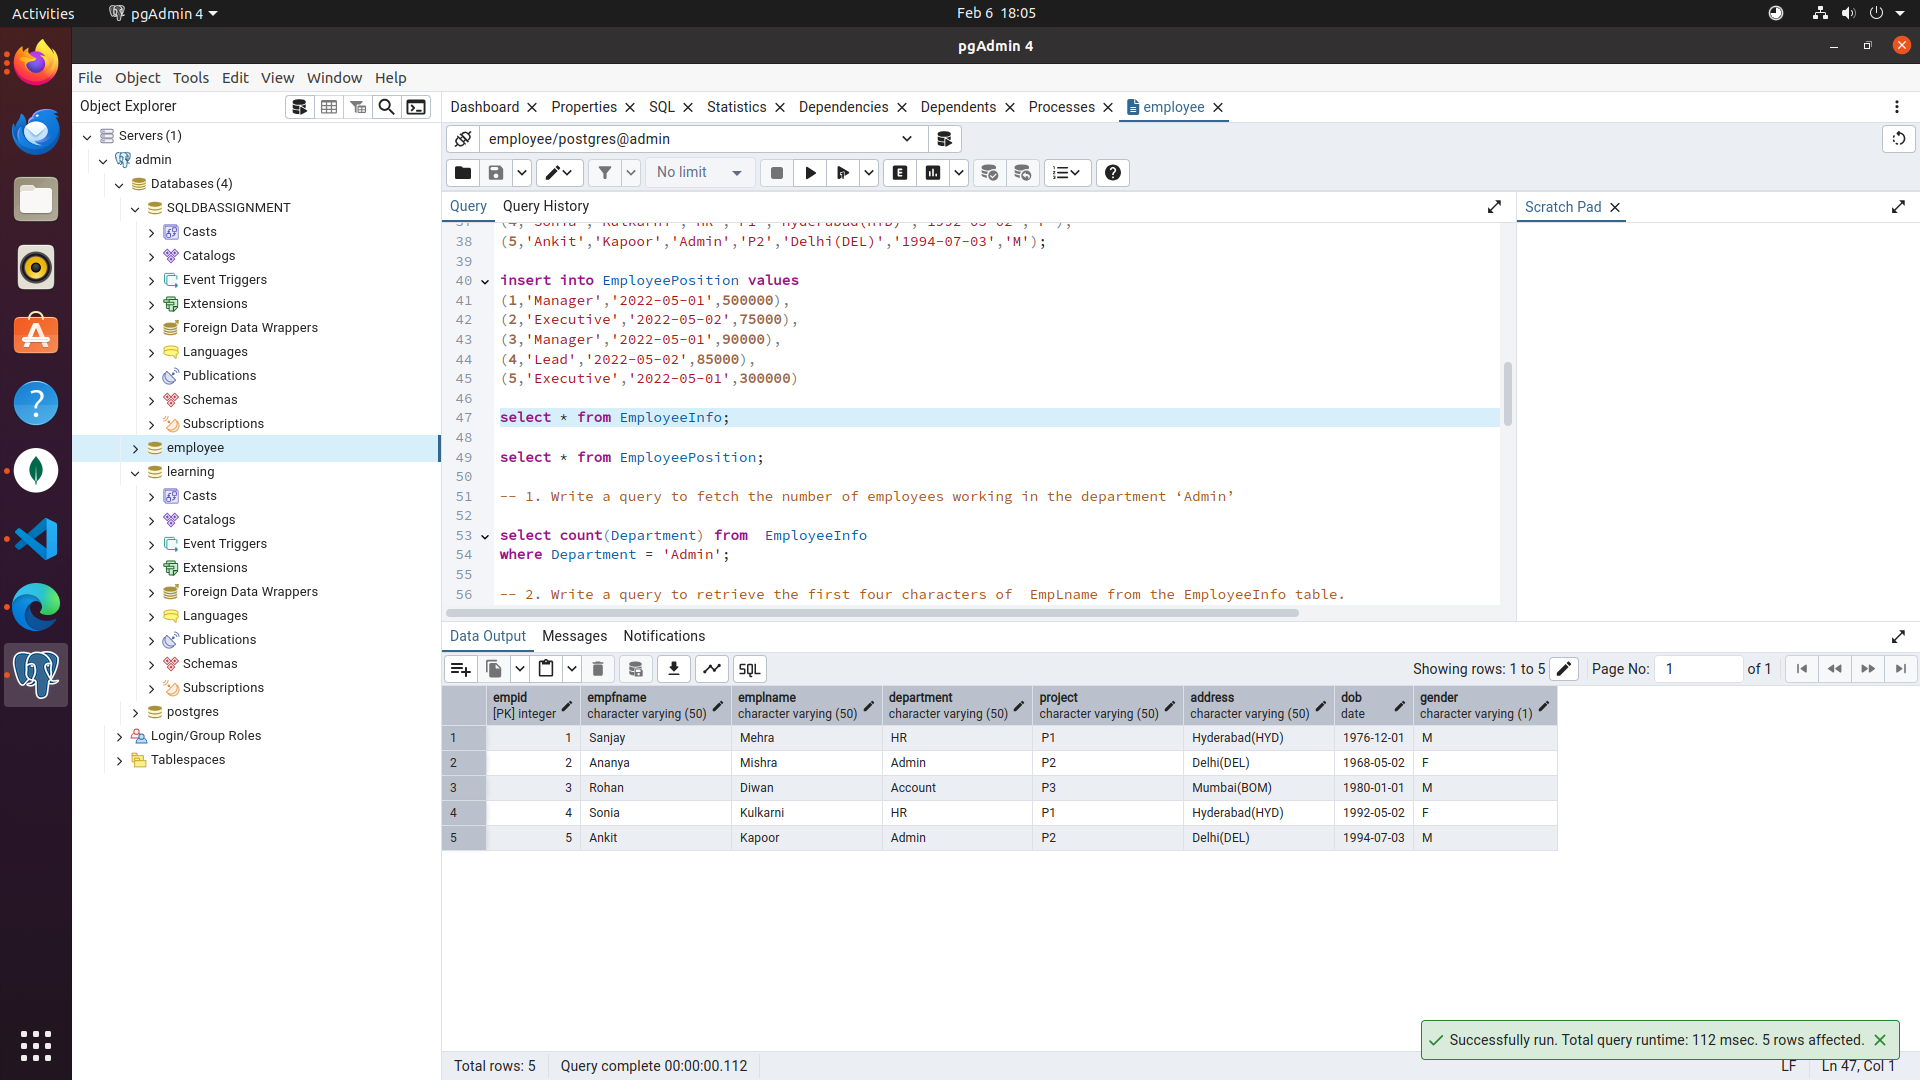 Activities
pgAdmin 4
Feb 6 18:05
pgAdmin 4
File Object Tools Edit View Window Help
Object Explorer
Servers (1)
admin
Databases (4)
SQLDBASSIGNMENT
Casts
Catalogs
Event Triggers
Extensions
Foreign Data Wrappers
Languages
Publications
Schemas
Subscriptions
employee
learning
Casts
Catalogs
Event Triggers
Extensions
Foreign Data Wrappers
Languages
Publications
Schemas
Subscriptions
postgres
Login/Group Roles
Tablespaces
Dashboard Properties SQL Statistics Dependencies Dependents Processes employee
employee/postgres@admin
No limit
E
Query Query History
Scratch Pad
37 (4,'Sonia','Kulkarni','HR','P1','Hyderabad(HYD)','1992-05-02','F'),
38 (5,'Ankit','Kapoor','Admin','P2','Delhi(DEL)','1994-07-03','M');
39
40 insert into EmployeePosition values
41 (1,'Manager','2022-05-01',500000),
42 (2,'Executive','2022-05-02',75000),
43 (3,'Manager','2022-05-01',90000),
44 (4,'Lead','2022-05-02',85000),
45 (5,'Executive','2022-05-01',300000)
46
47 select * from EmployeeInfo;
48
49 select * from EmployeePosition;
50
51 -- 1. Write a query to fetch the number of employees working in the department ‘Admin’
52
53 select count(Department) from  EmployeeInfo
54 where Department = 'Admin';
55
56 -- 2. Write a query to retrieve the first four characters of  EmpLname from the EmployeeInfo table.
Data Output Messages Notifications
SQL
Showing rows: 1 to 5 Page No: 1 of 1
empid empfname emplname department project address dob gender
[PK] integer character varying (50) character varying (50) character varying (50) character varying (50) character varying (50) date character varying (1)
1 1 Sanjay Mehra HR P1 Hyderabad(HYD) 1976-12-01 M
2 2 Ananya Mishra Admin P2 Delhi(DEL) 1968-05-02 F
3 3 Rohan Diwan Account P3 Mumbai(BOM) 1980-01-01 M
4 4 Sonia Kulkarni HR P1 Hyderabad(HYD) 1992-05-02 F
5 5 Ankit Kapoor Admin P2 Delhi(DEL) 1994-07-03 M
Successfully run. Total query runtime: 112 msec. 5 rows affected.
Total rows: 5 Query complete 00:00:00.112 LF Ln 47, Col 1